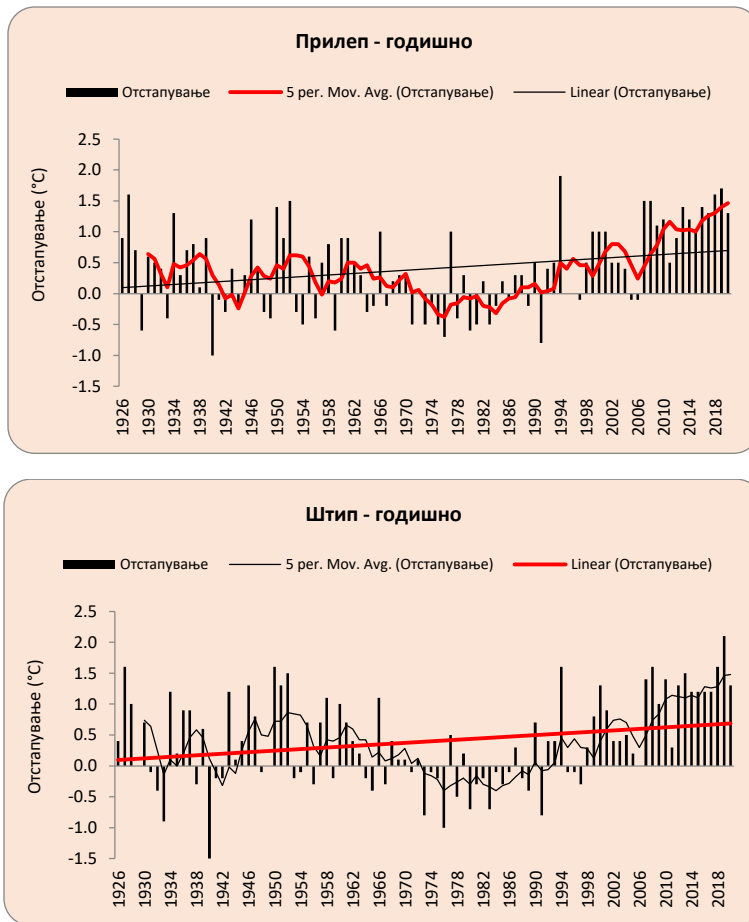 Прилеп - годишно
Отстапување 5 per. Mov. Avg. (Отстапување) Linear (Отстапување)
Отстапување (°C)
2.5
2.0
1.5
1.0
0.5
0.0
-0.5
-1.0
-1.5
1926 1930 1934 1938 1942 1946 1950 1954 1958 1962 1966 1970 1974 1978 1982 1986 1990 1994 1998 2002 2006 2010 2014 2018
Штип - годишно
Отстапување 5 per. Mov. Avg. (Отстапување) Linear (Отстапување)
Отстапување (°C)
2.5
2.0
1.5
1.0
0.5
0.0
-0.5
-1.0
-1.5
1926 1930 1934 1938 1942 1946 1950 1954 1958 1962 1966 1970 1974 1978 1982 1986 1990 1994 1998 2002 2006 2010 2014 2018